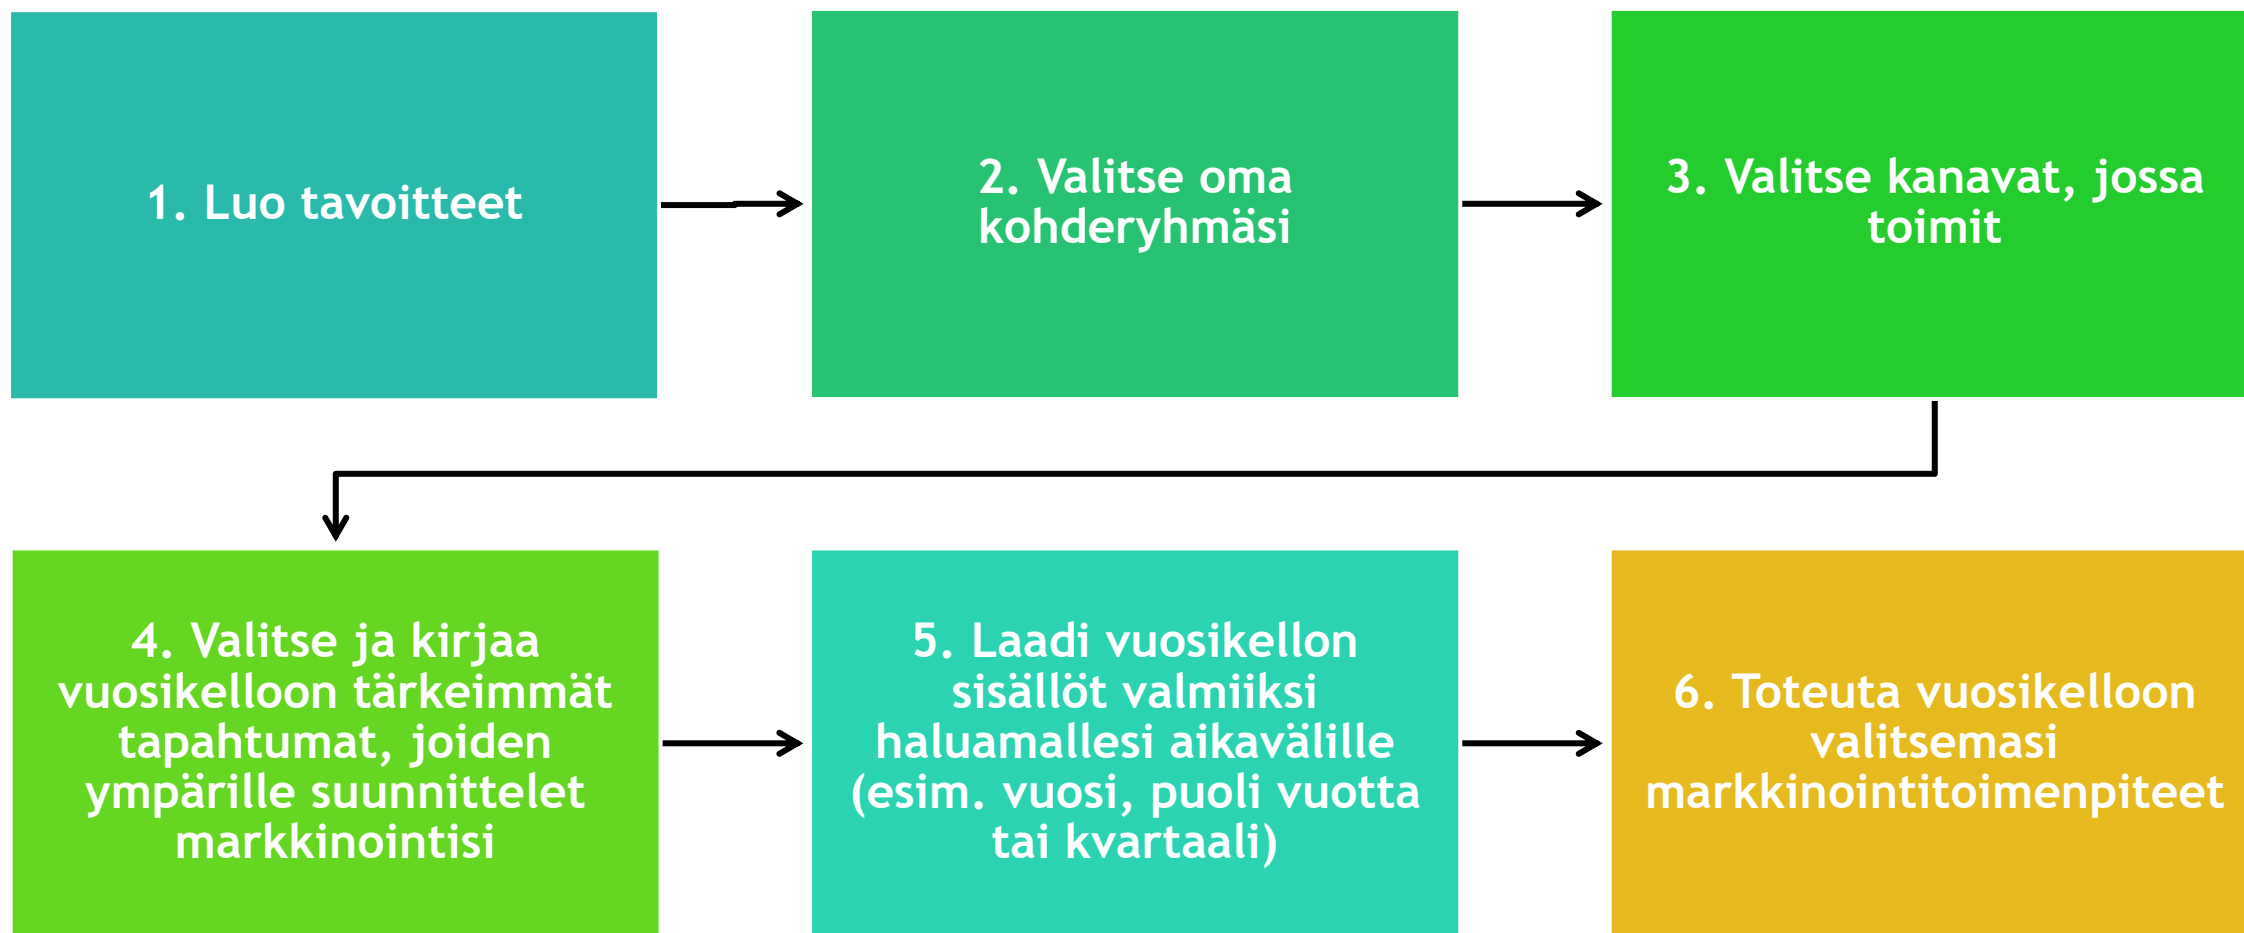 1. Luo tavoitteet
2. Valitse oma
kohderyhmäsi
3. Valitse kanavat, jossa
toimit
4. Valitse ja kirjaa
vuosikelloon tärkeimmät
tapahtumat, joiden
ympärille suunnittelet
markkinointisi
5. Laadi vuosikellon
sisällöt valmiiksi
haluamallesi aikavälille
(esim. vuosi, puoli vuotta
tai kvartaali)
6. Toteuta vuosikelloon
valitsemasi
markkinointitoimenpiteet